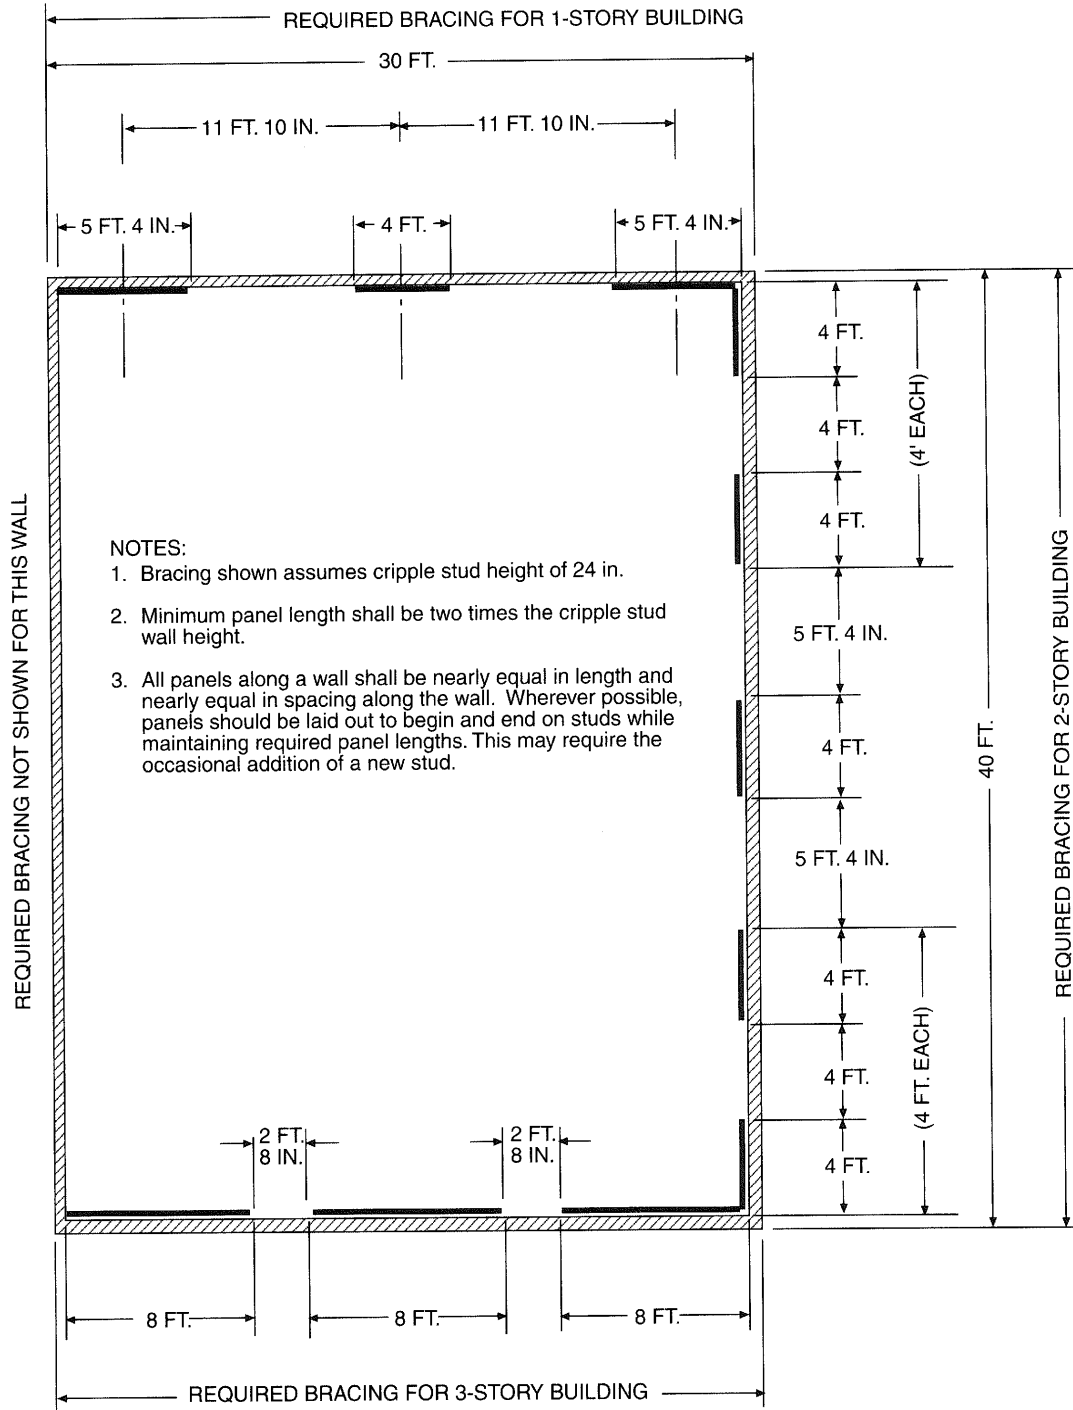 REQUIRED BRACING FOR 1-STORY BUILDING
30 FT.
11 FT. 10 IN.
11 FT. 10 IN.
5 FT. 4 IN.
4 FT.
5 FT. 4 IN.
4 FT.
(4' EACH)
4 FT.
4 FT.
5 FT. 4 IN.
4 FT.
5 FT. 4 IN.
4 FT.
4 FT.
(4 FT. EACH)
4 FT.
40 FT.
REQUIRED BRACING FOR 2-STORY BUILDING
REQUIRED BRACING NOT SHOWN FOR THIS WALL
NOTES:
1. Bracing shown assumes cripple stud height of 24 in.
2. Minimum panel length shall be two times the cripple stud
wall height.
3. All panels along a wall shall be nearly equal in length and
nearly equal in spacing along the wall. Wherever possible,
panels should be laid out to begin and end on studs while
maintaining required panel lengths. This may require the
occasional addition of a new stud.
2 FT.
8 IN.
2 FT.
8 IN.
8 FT.
8 FT.
8 FT.
REQUIRED BRACING FOR 3-STORY BUILDING